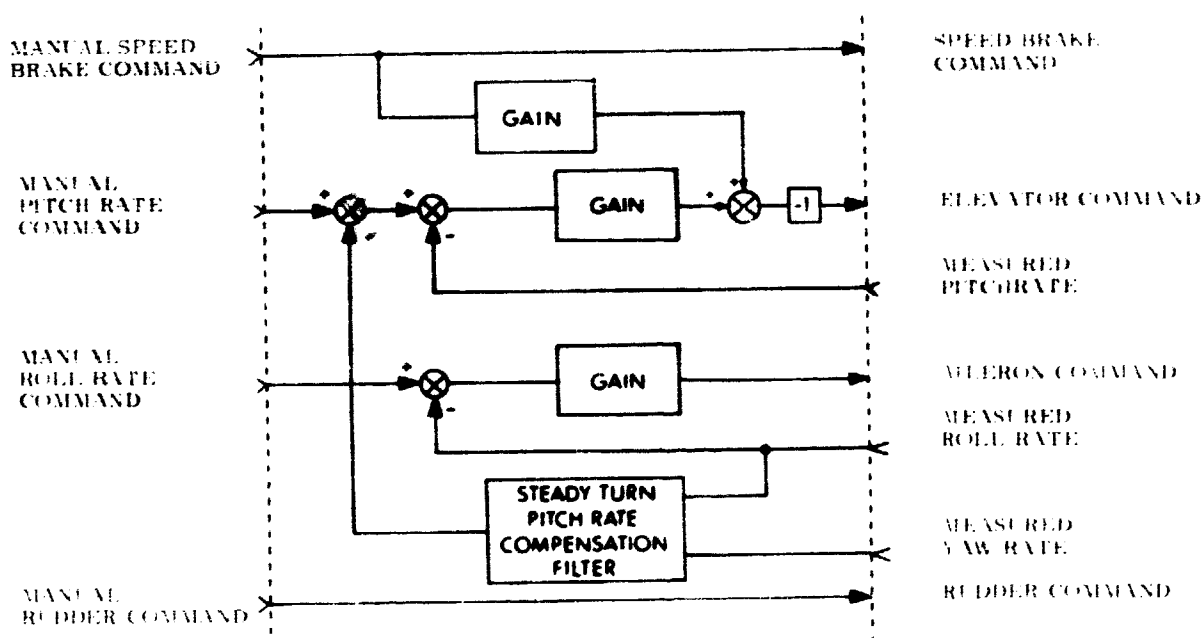 MANUAL SPEED
BRAKE COMMAND
SPEED BRAKE
COMMAND
GAIN
MANUAL
PITCH RATE
COMMAND
+
+
-
GAIN
+
+
-1
ELEVATOR COMMAND
MEASURED
PITCH RATE
MANUAL
ROLL RATE
COMMAND
+
-
GAIN
AILERON COMMAND
MEASURED
ROLL RATE
STEADY TURN
PITCH RATE
COMPENSATION
FILTER
MEASURED
YAW RATE
MANUAL
RUDDER COMMAND
RUDDER COMMAND